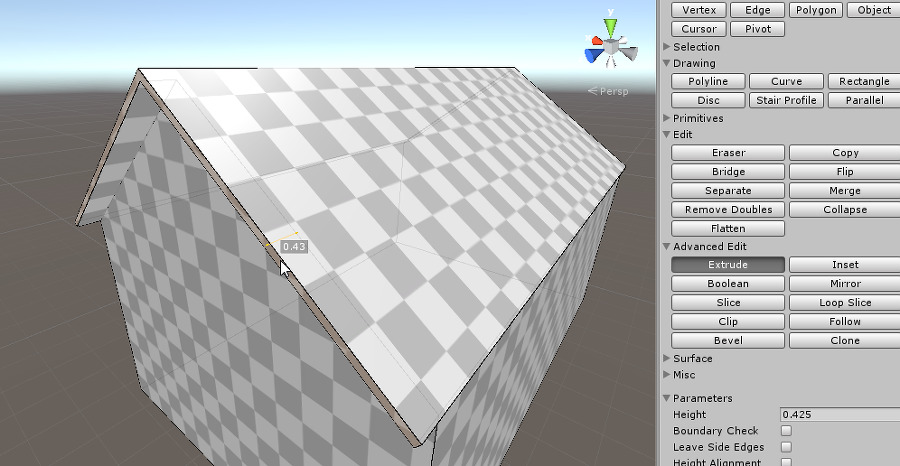 y
x
Persp
0.43
Vertex Edge Polygon Object
Cursor Pivot
Selection
Drawing
Polyline Curve Rectangle
Disc Stair Profile Parallel
Primitives
Edit
Eraser Copy
Bridge Flip
Separate Merge
Remove Doubles Collapse
Flatten
Advanced Edit
Extrude Inset
Boolean Mirror
Slice Loop Slice
Clip Follow
Bevel Clone
Surface
Misc
Parameters
Height 0.425
Boundary Check
Leave Side Edges
Height Alignment